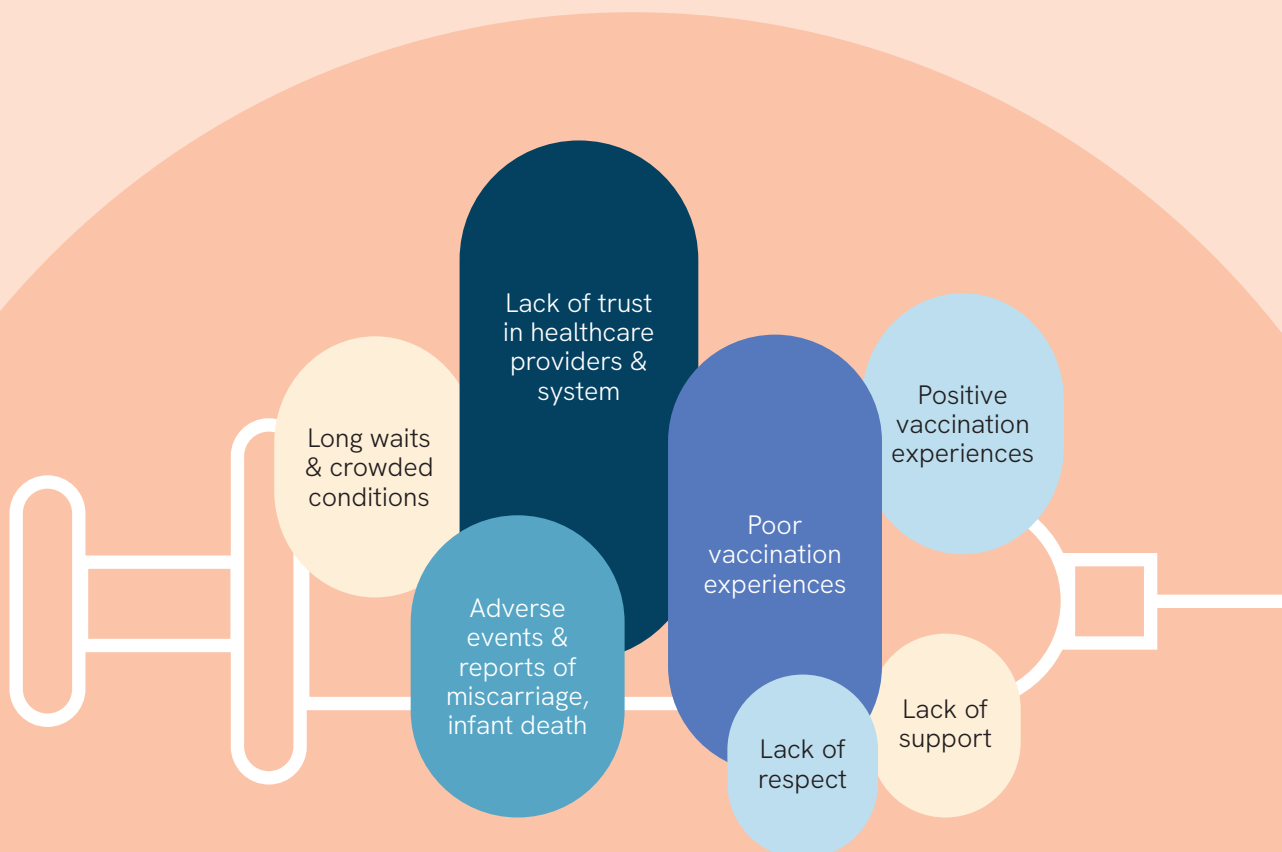 Lack of trust
in healthcare
providers &
system
Long waits
& crowded
conditions
Positive
vaccination
experiences
Poor
vaccination
experiences
Adverse
events &
reports of
miscarriage,
infant death
Lack of
support
Lack of
respect